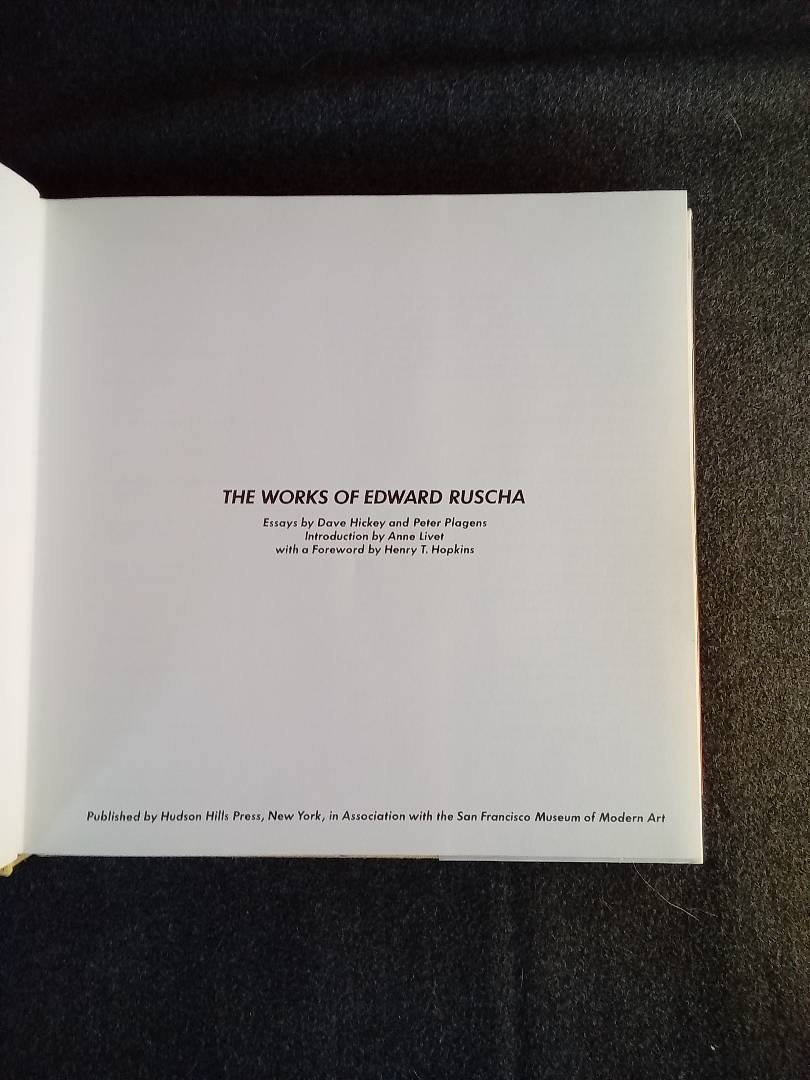 THE WORKS OF EDWARD RUSCHA
Essays by Dave Hickey and Peter Plagens
Introduction by Anne Livet
with a Foreword by Henry T. Hopkins
Published by Hudson Hills Press, New York, in Association with the San Francisco Museum of Modern Art